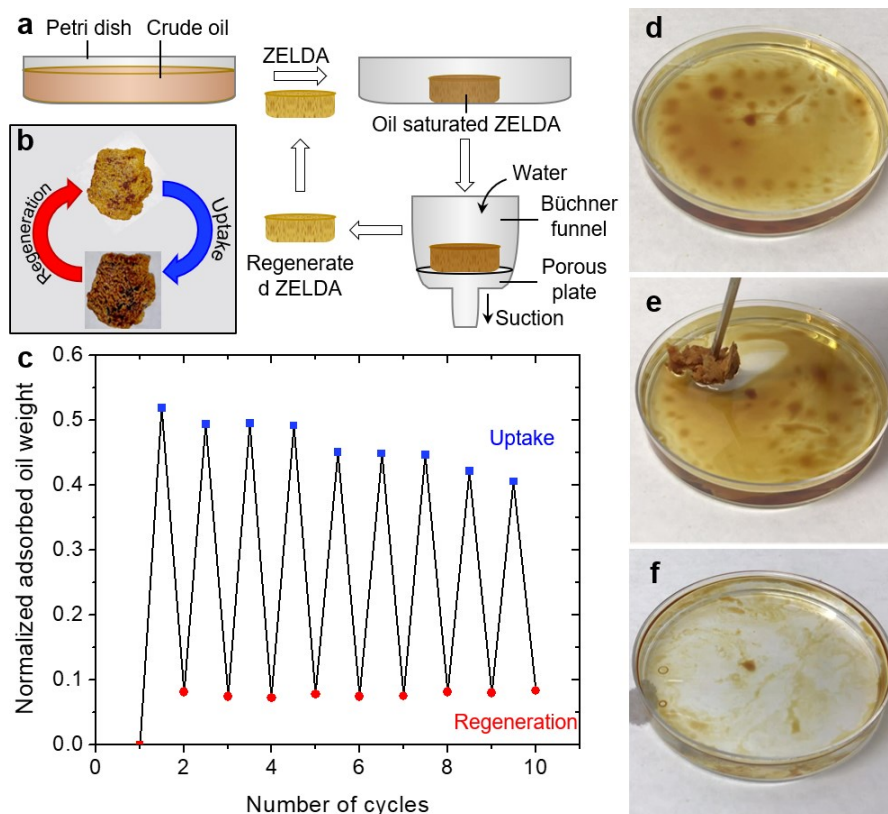 a
Petri dish
Crude oil
ZELDA
Oil saturated ZELDA
Water
Büchner
funnel
Porous
plate
Suction
Regenerate
d ZELDA
b
Regeneration
Uptake
c
0.6
0.5
0.4
0.3
0.2
0.1
0.0
Normalized adsorbed oil weight
Uptake
Regeneration
0 2 4 6 8 10
Number of cycles
d
e
f